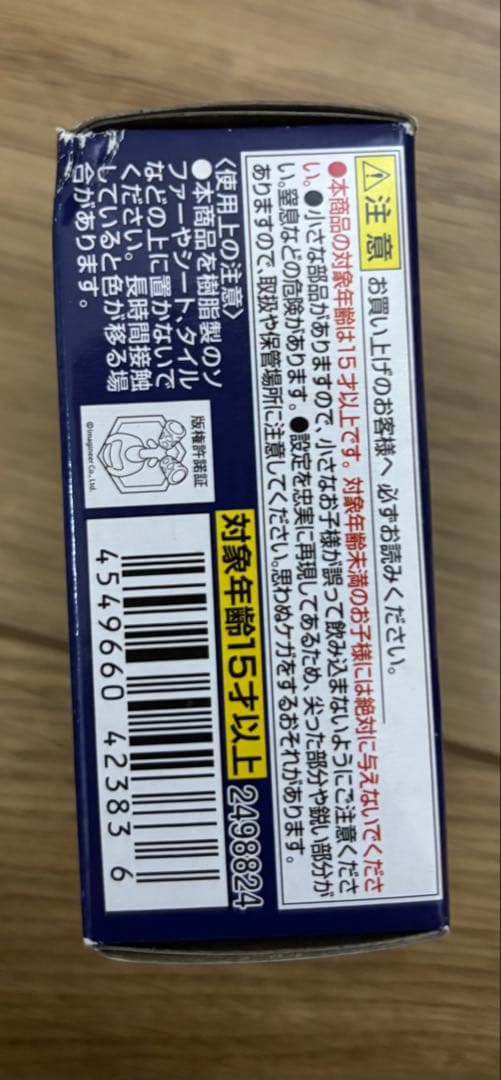 注意
お買い上げのお客様へ 必ずお読みください。
●本商品の対象年齢は15才以上です。対象年齢未満のお子様には絶対に与えないでくださ
い。●小さな部品がありますので、小さなお子様が誤って飲み込まないようにご注意くださ
い。窒息などの危険があります。●設定を忠実に再現してあるため、尖った部分や鋭い部分が
ありますので、取扱や保管場所に注意してください。思わぬケガをするおそれがあります。
〈使用上の注意〉
●本商品を樹脂製のソ
ファーやシート、タイル
などの上に置かないで
ください。長時間接触
していると色が移る場
合があります。
版権許諾証
©Imagineer Co., Ltd.
対象年齢15才以上
2498824
4549660 42383 6